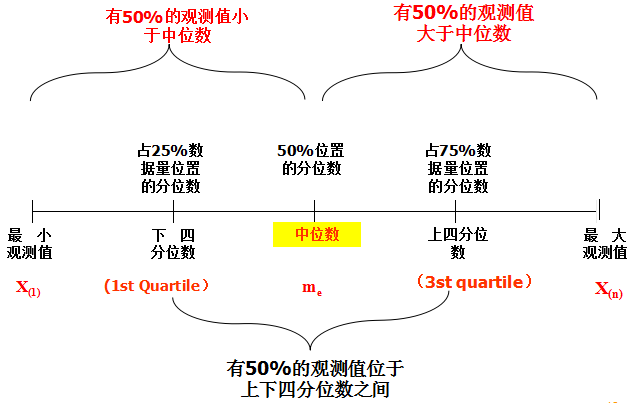 有50%的观测值小
于中位数
有50%的观测值
大于中位数
占25%数
据量位置
的分位数
50%位置
的分位数
占75%数
据量位置
的分位数
最 小
观测值
下 四
分位数
中位数
上四分位
数
最 大
观测值
X(1)
(1st Quartile）
me
（3st quartile）
X(n)
有50%的观测值位于
上下四分位数之间